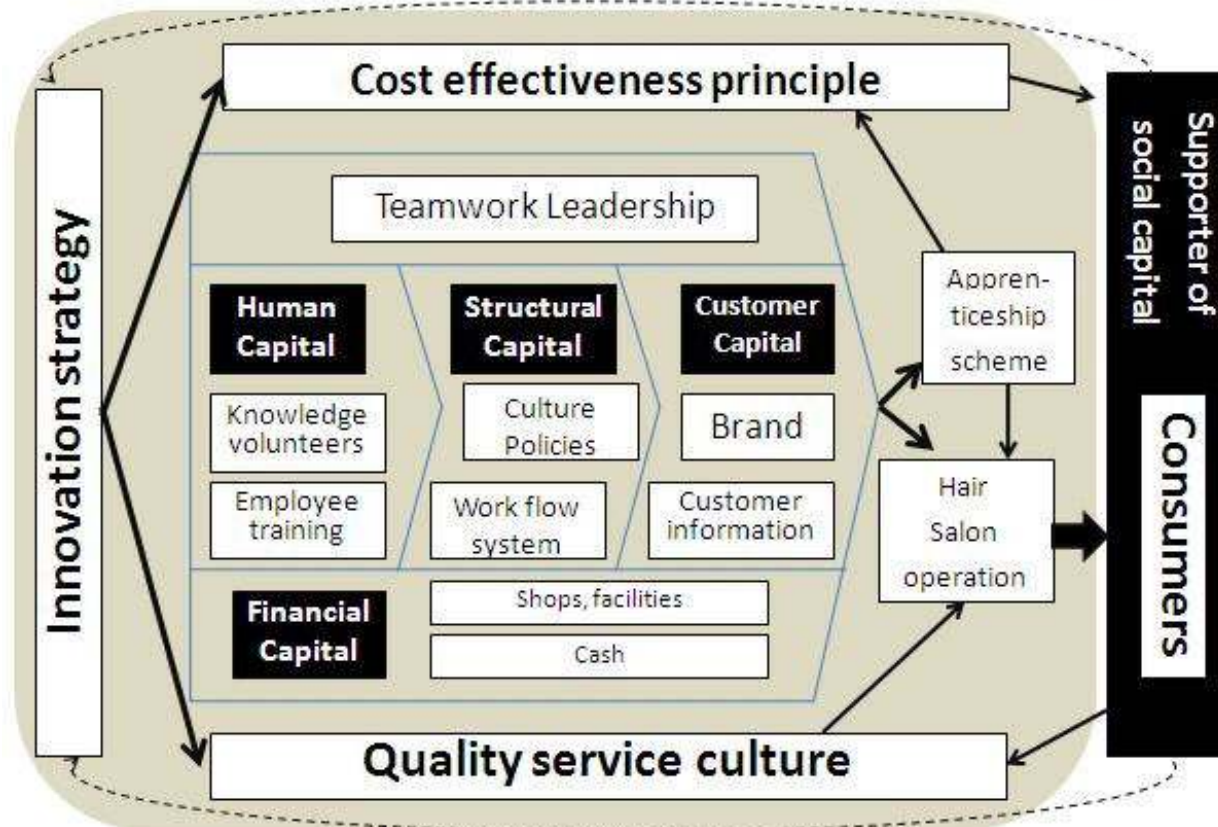 Cost effectiveness principle
Innovation strategy
Teamwork Leadership
Human
Capital
Knowledge
volunteers
Employee
training
Structural
Capital
Culture
Policies
Work flow
system
Customer
Capital
Brand
Customer
information
Financial
Capital
Shops, facilities
Cash
Appren-
ticeship
scheme
Hair
Salon
operation
Quality service culture
Supporter of
social capital
Consumers